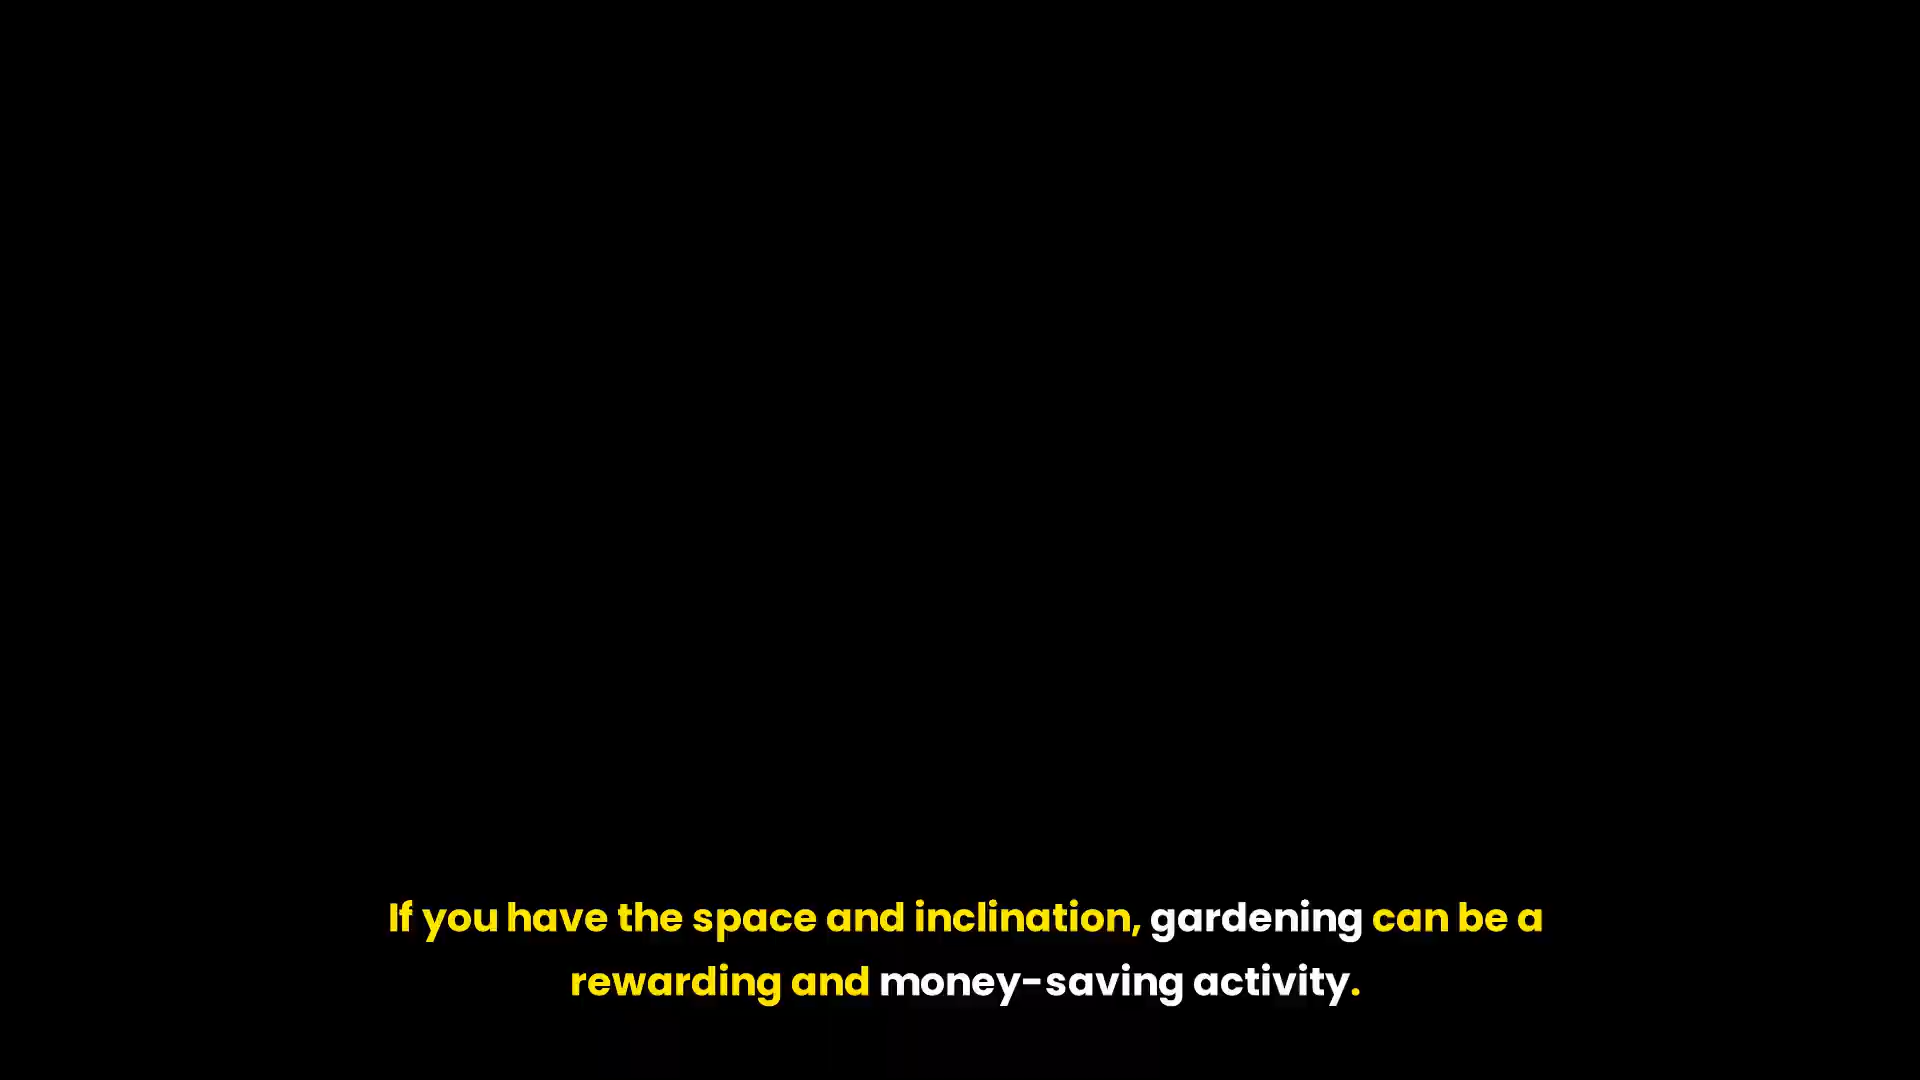 If you have the space and inclination, gardening can be a
rewarding and money-saving activity.